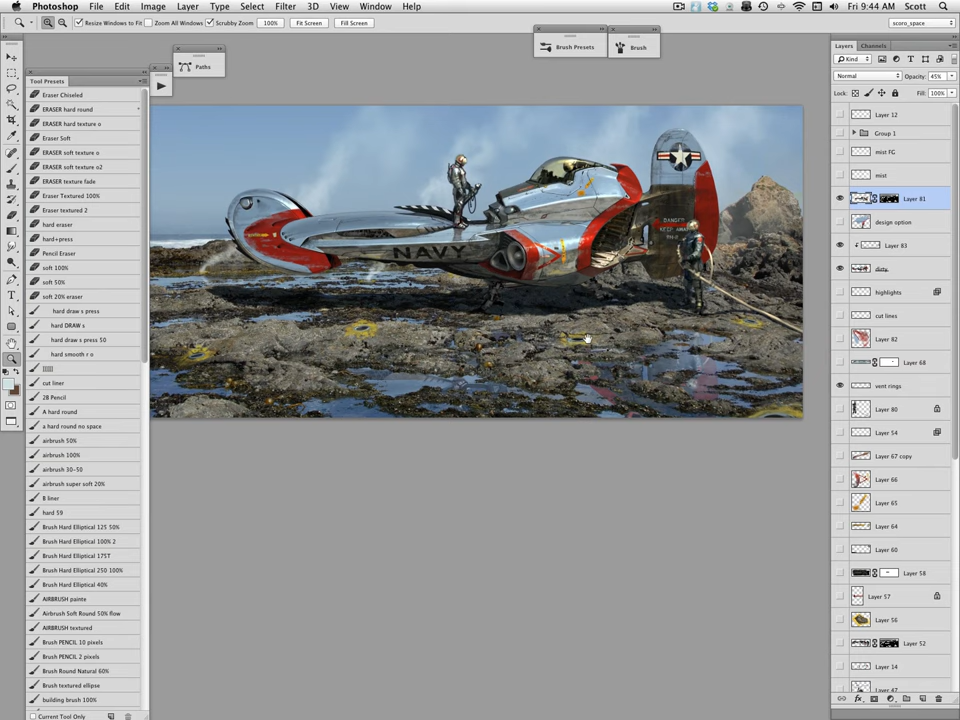 Photoshop File Edit Image Layer Type Select Filter 3D View Window Help
Fri 9:44 AM Scott
Resize Windows to Fit Zoom All Windows Scrubby Zoom 100% Fit Screen Fill Screen
scoro_space
Brush Presets
Brush
Paths
Tool Presets
Eraser Chiseled
ERASER hard round
ERASER hard texture o
Eraser Soft
ERASER soft texture o
ERASER soft texture o2
ERASER texture fade
Eraser Textured 100%
Eraser textured 2
hard eraser
hard+press
Pencil Eraser
soft 100%
soft 50%
soft 20% eraser
hard draw s press
hard DRAW s
hard draw s press 50
hard smooth r o
cut liner
2B Pencil
A hard round
a hard round no space
airbrush 50%
airbrush 100%
airbrush 30-50
airbrush super soft 20%
B liner
hard 59
Brush Hard Elliptical 125 50%
Brush Hard Elliptical 100% 2
Brush Hard Elliptical 175T
Brush Hard Elliptical 250 100%
Brush Hard Elliptical 40%
AIRBRUSH painte
Airbrush Soft Round 50% flow
AIRBRUSH textured
Brush PENCIL 10 pixels
Brush PENCIL 2 pixels
Brush Round Natural 60%
Brush textured ellipse
building brush 100%
Current Tool Only
NAVY
DANGER
KEEP AWAY
Layers Channels
Kind
Normal Opacity: 45%
Lock: Fill: 100%
Layer 12
Group 1
mist FG
mist
Layer 81
design option
Layer 83
dirty
highlights
cut lines
Layer 82
Layer 68
vent rings
Layer 80
Layer 54
Layer 67 copy
Layer 66
Layer 65
Layer 64
Layer 60
Layer 58
Layer 57
Layer 56
Layer 52
Layer 14
Layer 47